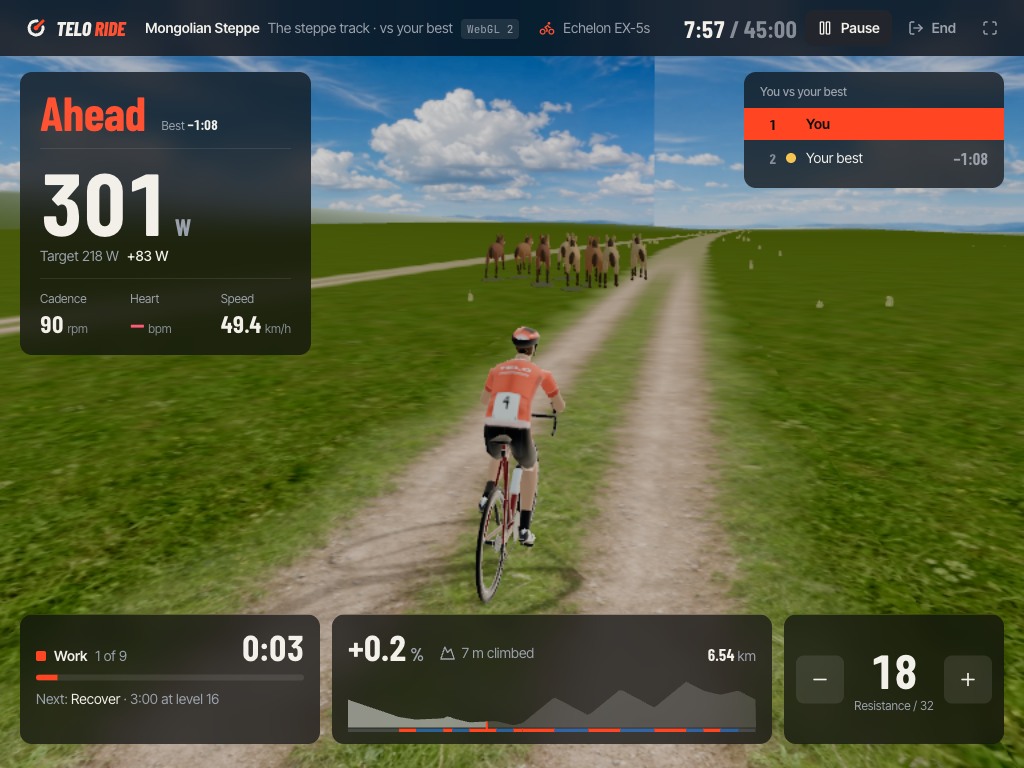 TELO RIDE Mongolian Steppe The steppe track · vs your best WebGL 2 Echelon EX-5s 7:57 / 45:00 Pause End
Ahead Best −1:08
301 W
Target 218 W +83 W
Cadence Heart Speed
90 rpm — bpm 49.4 km/h
You vs your best
1 You
2 Your best −1:08
TELO
4
Work 1 of 9 0:03
Next: Recover · 3:00 at level 16
+0.2 % 7 m climbed 6.54 km
− 18 +
Resistance / 32